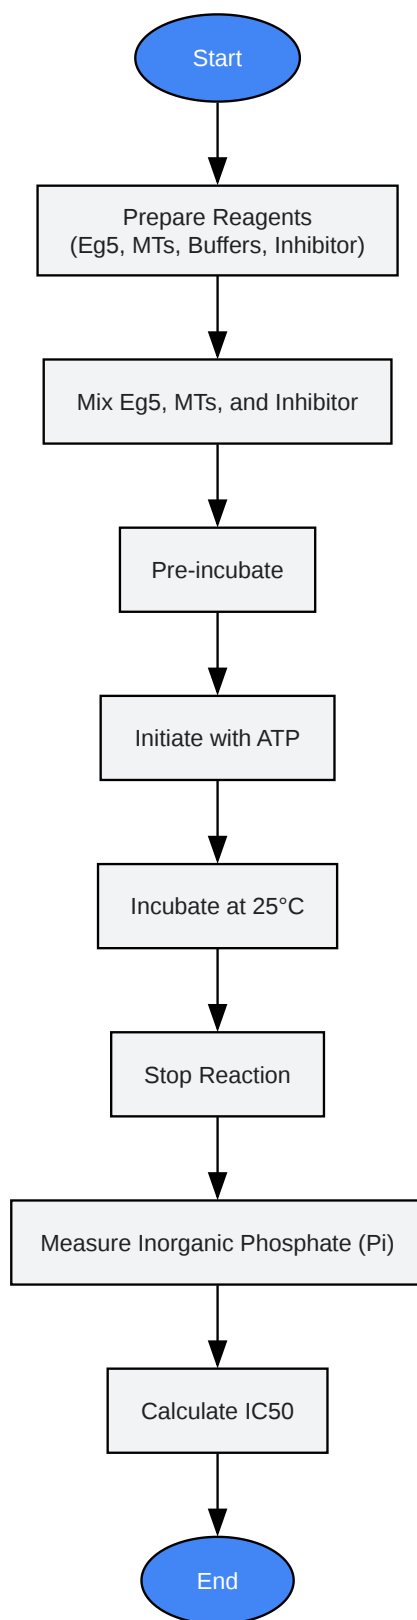 Start
Prepare Reagents
(Eg5, MTs, Buffers, Inhibitor)
Mix Eg5, MTs, and Inhibitor
Pre-incubate
Initiate with ATP
Incubate at 25°C
Stop Reaction
Measure Inorganic Phosphate (Pi)
Calculate IC50
End